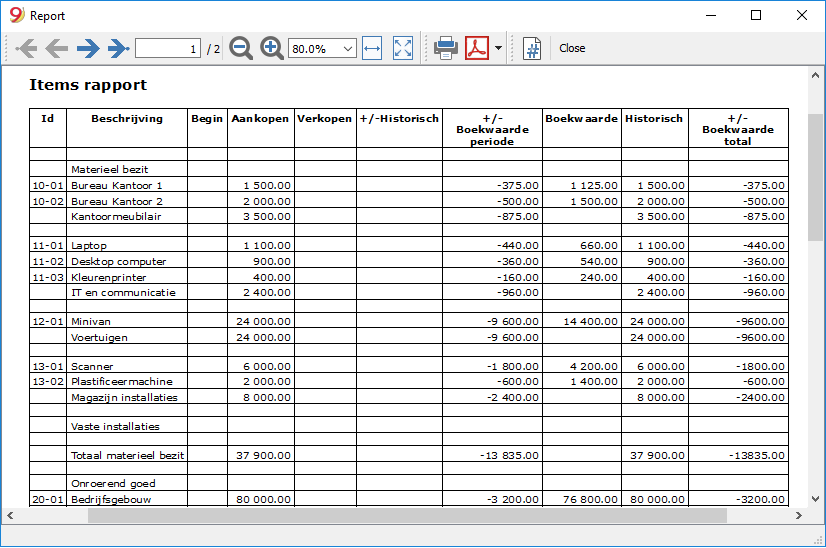 Report
1 / 2 80.0% Close
Items rapport
Id Beschrijving Begin Aankopen Verkopen +/-Historisch +/- Boekwaarde periode Boekwaarde Historisch +/- Boekwaarde total
Materieel bezit
10-01 Bureau Kantoor 1 1 500.00 -375.00 1 125.00 1 500.00 -375.00
10-02 Bureau Kantoor 2 2 000.00 -500.00 1 500.00 2 000.00 -500.00
Kantoormeubilair 3 500.00 -875.00 3 500.00 -875.00
11-01 Laptop 1 100.00 -440.00 660.00 1 100.00 -440.00
11-02 Desktop computer 900.00 -360.00 540.00 900.00 -360.00
11-03 Kleurenprinter 400.00 -160.00 240.00 400.00 -160.00
IT en communicatie 2 400.00 -960.00 2 400.00 -960.00
12-01 Minivan 24 000.00 -9 600.00 14 400.00 24 000.00 -9600.00
Voertuigen 24 000.00 -9 600.00 24 000.00 -9600.00
13-01 Scanner 6 000.00 -1 800.00 4 200.00 6 000.00 -1800.00
13-02 Plastificeermachine 2 000.00 -600.00 1 400.00 2 000.00 -600.00
Magazijn installaties 8 000.00 -2 400.00 8 000.00 -2400.00
Vaste installaties
Totaal materieel bezit 37 900.00 -13 835.00 37 900.00 -13835.00
Onroerend goed
20-01 Bedrijfsgebouw 80 000.00 -3 200.00 76 800.00 80 000.00 -3200.00